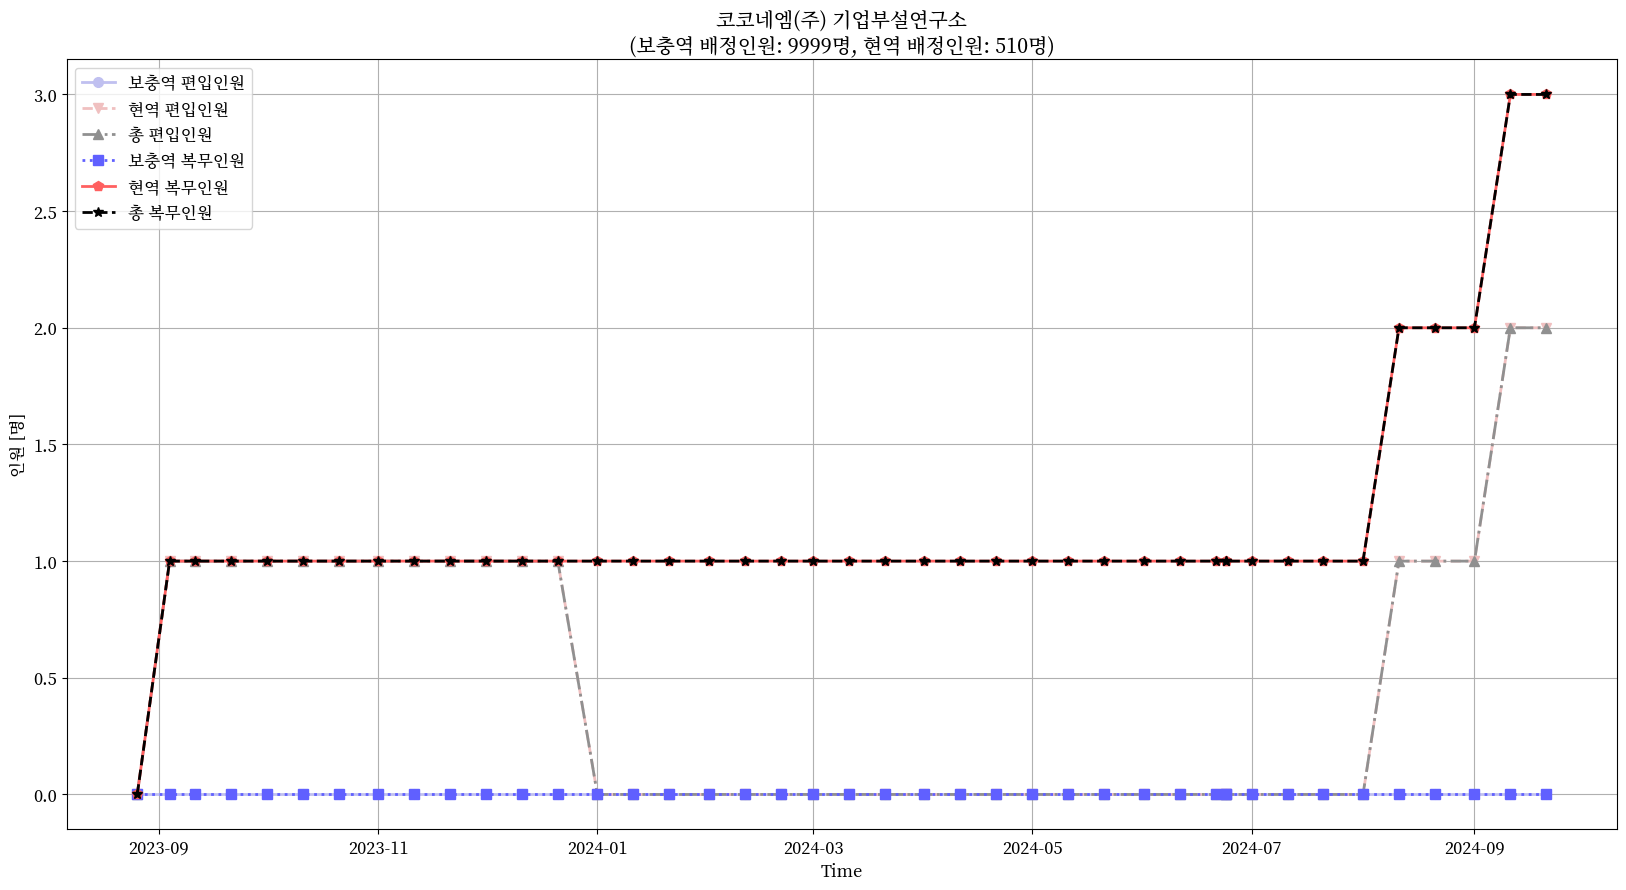 코코네엠(주) 기업부설연구소
(보충역 배정인원: 9999명, 현역 배정인원: 510명)
보충역 편입인원
현역 편입인원
총 편입인원
보충역 복무인원
현역 복무인원
총 복무인원
인원 [명]
3.0
2.5
2.0
1.5
1.0
0.5
0.0
2023-09
2023-11
2024-01
2024-03
2024-05
2024-07
2024-09
Time